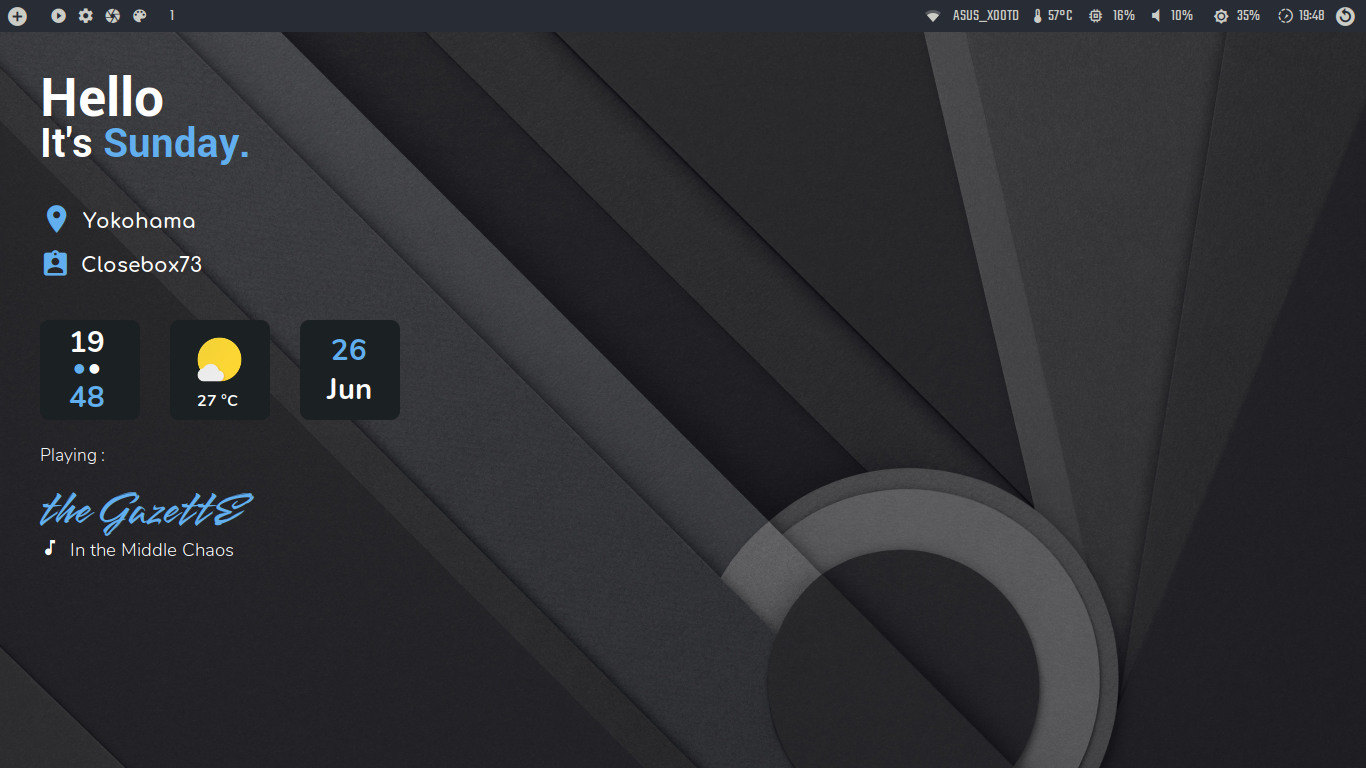 1 ASUS_X00TD 57°C 16% 10% 35% 19:48
Hello
It's Sunday.
Yokohama
Closebox73
19
48
27 °C
26
Jun
Playing :
the GazettE
In the Middle Chaos